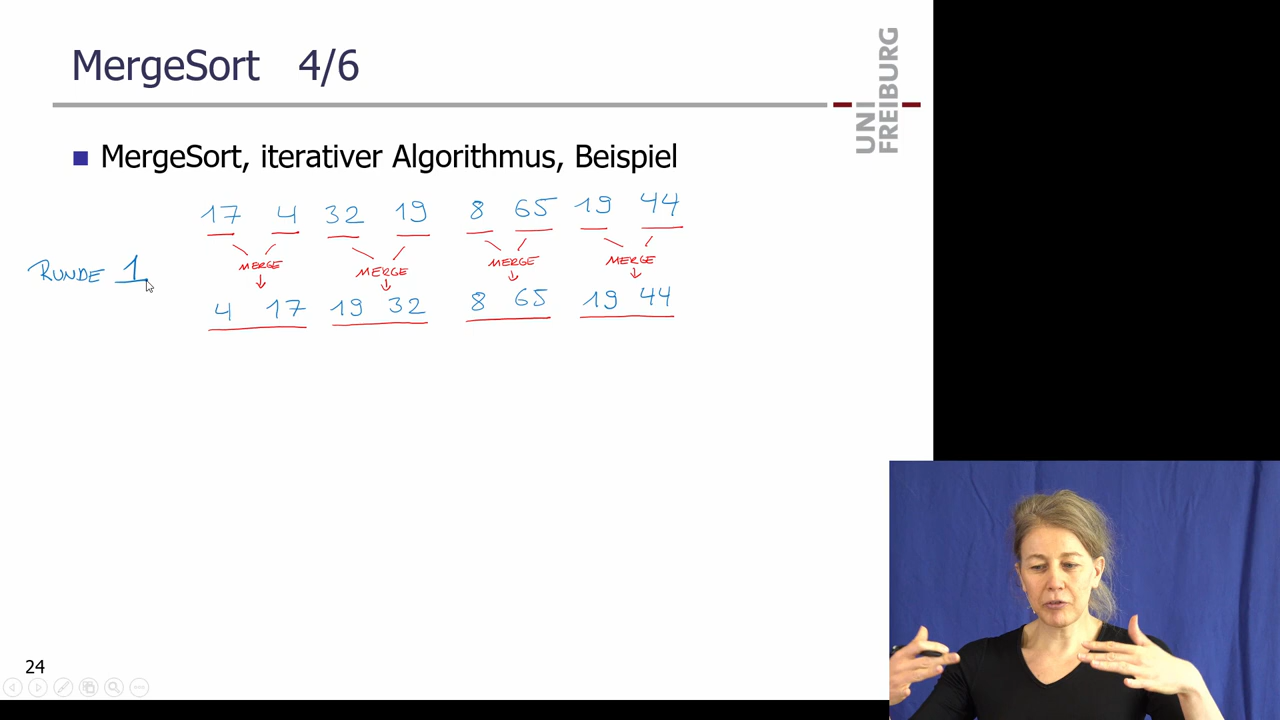 MergeSort 4/6
UNI
FREIBURG
MergeSort, iterativer Algorithmus, Beispiel
17 4 32 19 8 65 19 44
RUNDE 1
MERGE MERGE MERGE MERGE
4 17 19 32 8 65 19 44
24